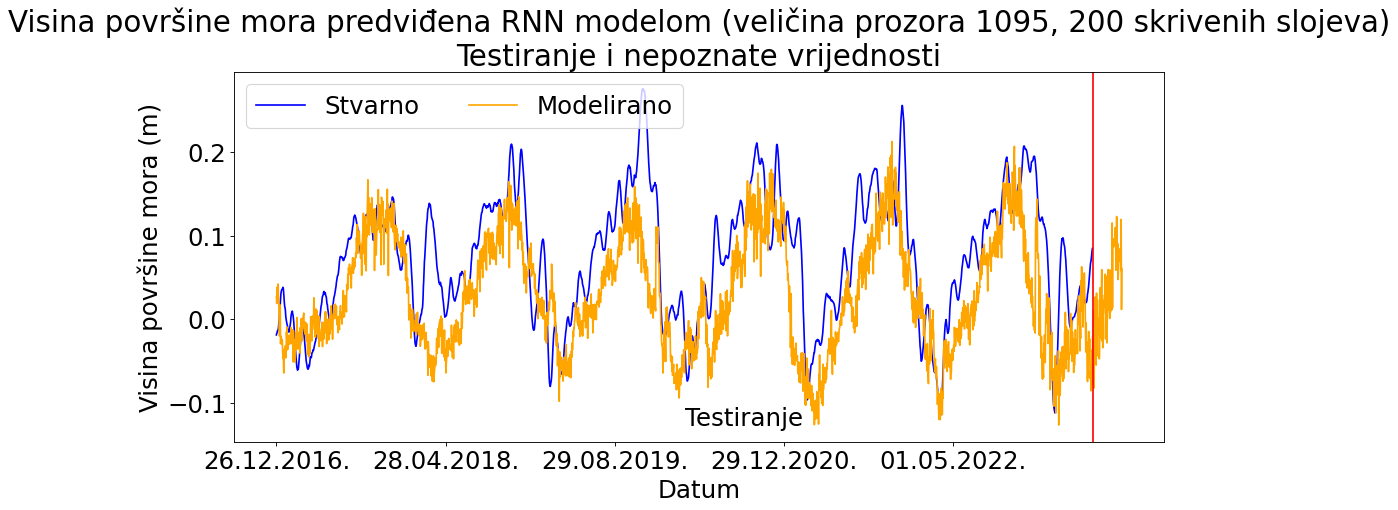 Visina površine mora predviđena RNN modelom (veličina prozora 1095, 200 skrivenih slojeva)
Testiranje i nepoznate vrijednosti
Stvarno
Modelirano
Visina površine mora (m)
0.2
0.1
0.0
−0.1
Testiranje
26.12.2016.
28.04.2018.
29.08.2019.
29.12.2020.
01.05.2022.
Datum